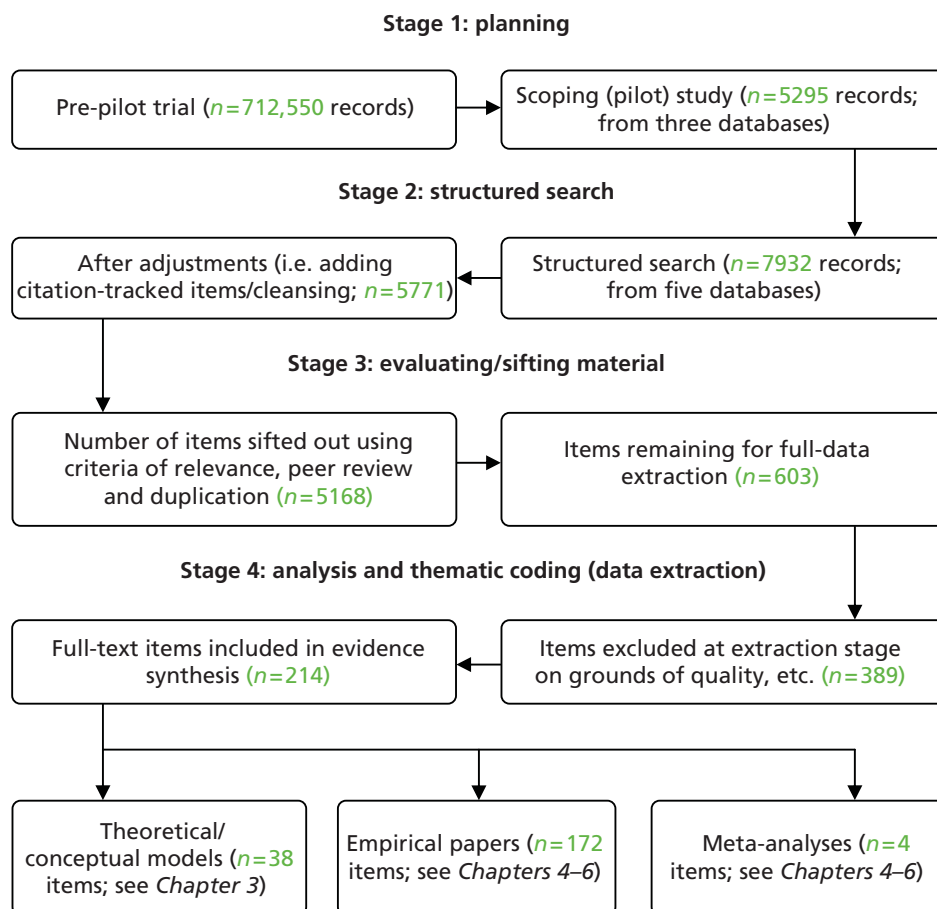 Stage 1: planning
Pre-pilot trial (n=712,550 records)
Scoping (pilot) study (n=5295 records;
from three databases)
Stage 2: structured search
After adjustments (i.e. adding
citation-tracked items/cleansing; n=5771)
Structured search (n=7932 records;
from five databases)
Stage 3: evaluating/sifting material
Number of items sifted out using
criteria of relevance, peer review
and duplication (n=5168)
Items remaining for full-data
extraction (n=603)
Stage 4: analysis and thematic coding (data extraction)
Full-text items included in evidence
synthesis (n=214)
Items excluded at extraction stage
on grounds of quality, etc. (n=389)
Theoretical/
conceptual models (n=38
items; see Chapter 3)
Empirical papers (n=172
items; see Chapters 4–6)
Meta-analyses (n=4
items; see Chapters 4–6)